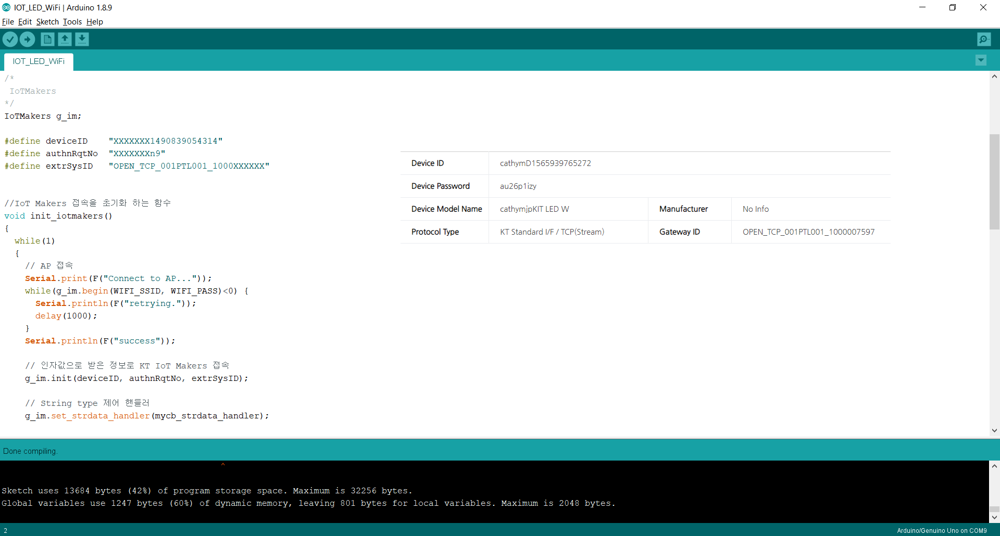 IOT_LED_WiFi | Arduino 1.8.9
File Edit Sketch Tools Help
IOT_LED_WiFi
/*
IoTMakers
*/
IoTMakers g_im;
#define deviceID "XXXXXXX1490839054314"
#define authnRqtNo "XXXXXXXn9"
#define extrSysID "OPEN_TCP_001PTL001_1000XXXXXX"
//IoT Makers 접속을 초기화 하는 함수
void init_iotmakers()
{
while(1)
{
// AP 접속
Serial.print(F("Connect to AP..."));
while(g_im.begin(WIFI_SSID, WIFI_PASS)<0) {
Serial.println(F("retrying."));
delay(1000);
}
Serial.println(F("success"));
// 인자값으로 받은 정보로 KT IoT Makers 접속
g_im.init(deviceID, authnRqtNo, extrSysID);
// String type 제어 핸들러
g_im.set_strdata_handler(mycb_strdata_handler);
Device ID cathymD1565939765272
Device Password au26p1izy
Device Model Name cathymjpKIT LED W Manufacturer No Info
Protocol Type KT Standard I/F / TCP(Stream) Gateway ID OPEN_TCP_001PTL001_1000007597
Done compiling.
^
Sketch uses 13684 bytes (42%) of program storage space. Maximum is 32256 bytes.
Global variables use 1247 bytes (60%) of dynamic memory, leaving 801 bytes for local variables. Maximum is 2048 bytes.
2 Arduino/Genuino Uno on COM9